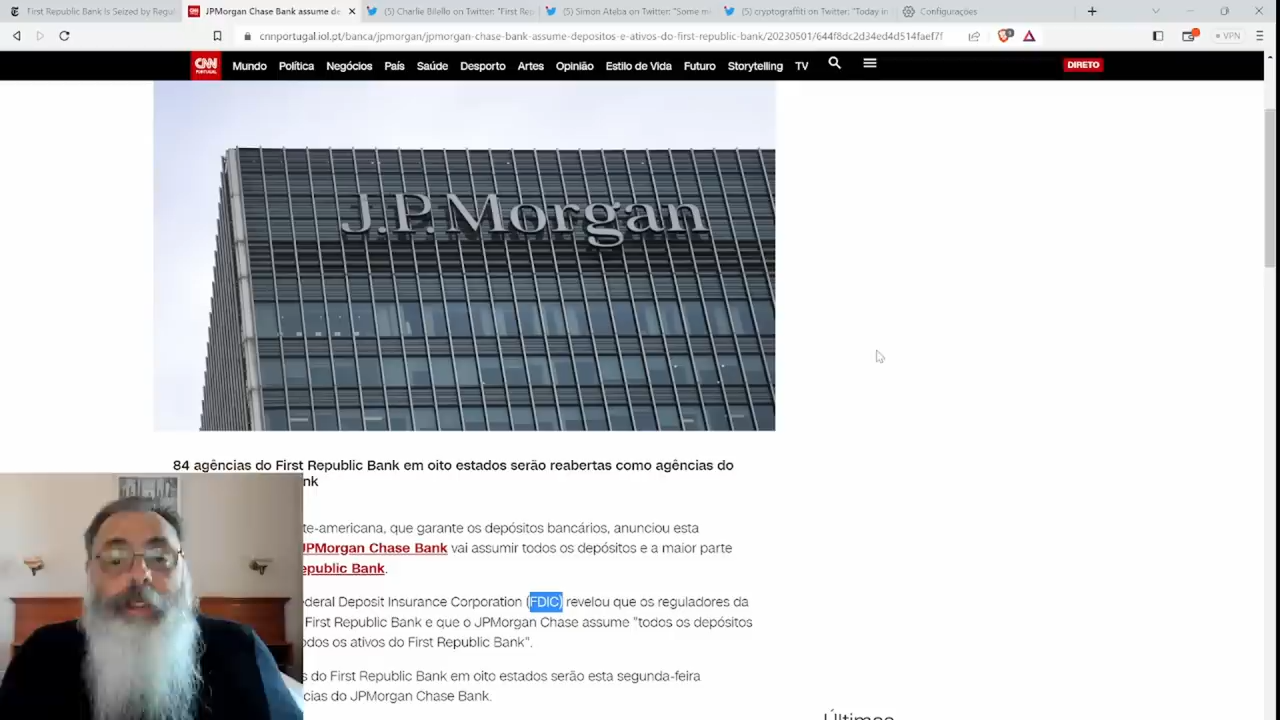 First Republic Bank Is Seized by Regul
JPMorgan Chase Bank assume de
(5) Charlie Bilello on Twitter: "First Rep
(5) Simon Ateba on Twitter: "Some m
(5) cryptograffiti on Twitter: "Today in
Configurações
cnnportugal.iol.pt/banca/jpmorgan/jpmorgan-chase-bank-assume-depositos-e-ativos-do-first-republic-bank/20230501/644f8dc2d34ed4d514faef7f
VPN
CNN PORTUGAL
Mundo Política Negócios País Saúde Desporto Artes Opinião Estilo de Vida Futuro Storytelling TV
DIRETO
J.P.Morgan
84 agências do First Republic Bank em oito estados serão reabertas como agências do
nk
te-americana, que garante os depósitos bancários, anunciou esta
JPMorgan Chase Bank vai assumir todos os depósitos e a maior parte
epublic Bank.
ederal Deposit Insurance Corporation (FDIC) revelou que os reguladores da
First Republic Bank e que o JPMorgan Chase assume "todos os depósitos
odos os ativos do First Republic Bank".
s do First Republic Bank em oito estados serão esta segunda-feira
cias do JPMorgan Chase Bank.
Últimas